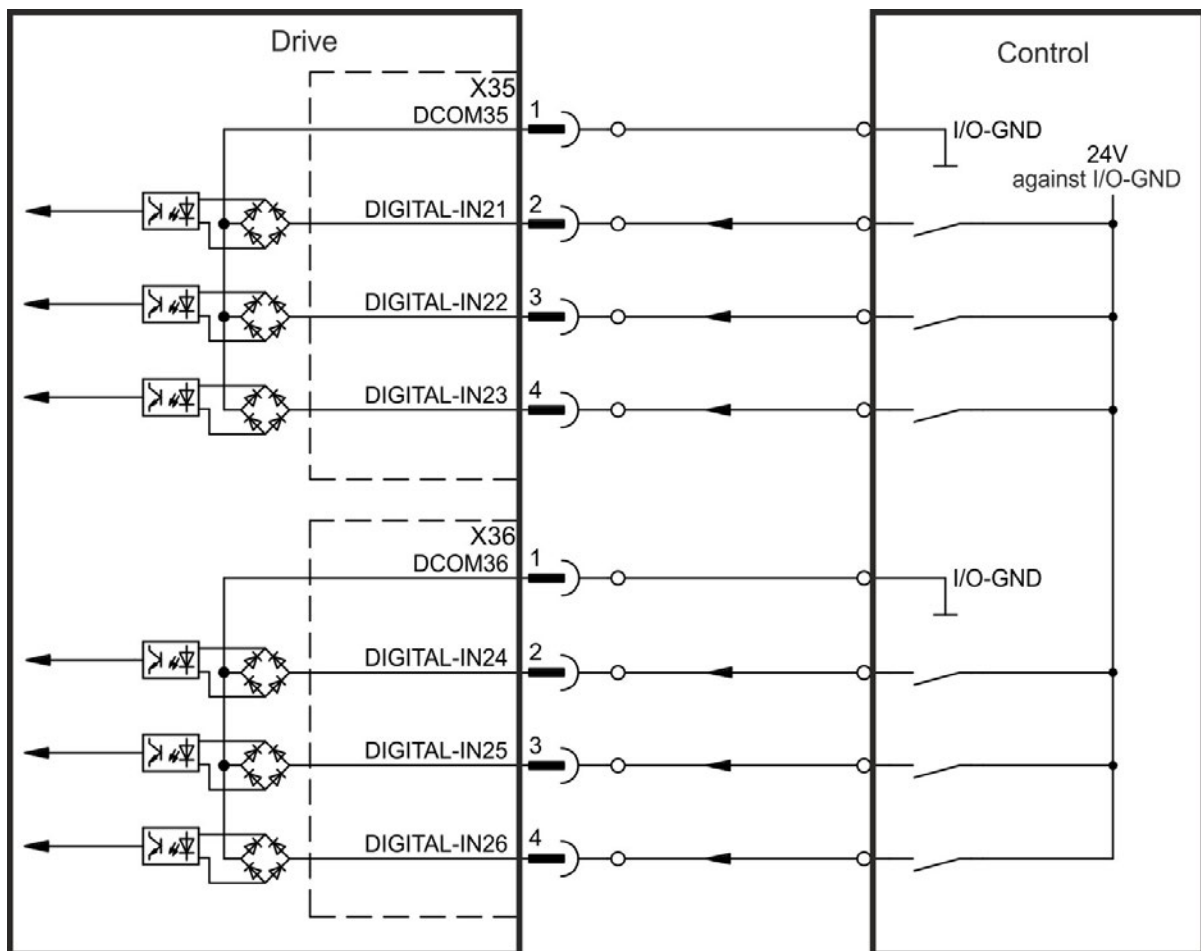 Drive
Control
X35
DCOM35
1
I/O-GND
24V
against I/O-GND
DIGITAL-IN21
2
DIGITAL-IN22
3
DIGITAL-IN23
4
X36
DCOM36
1
I/O-GND
DIGITAL-IN24
2
DIGITAL-IN25
3
DIGITAL-IN26
4